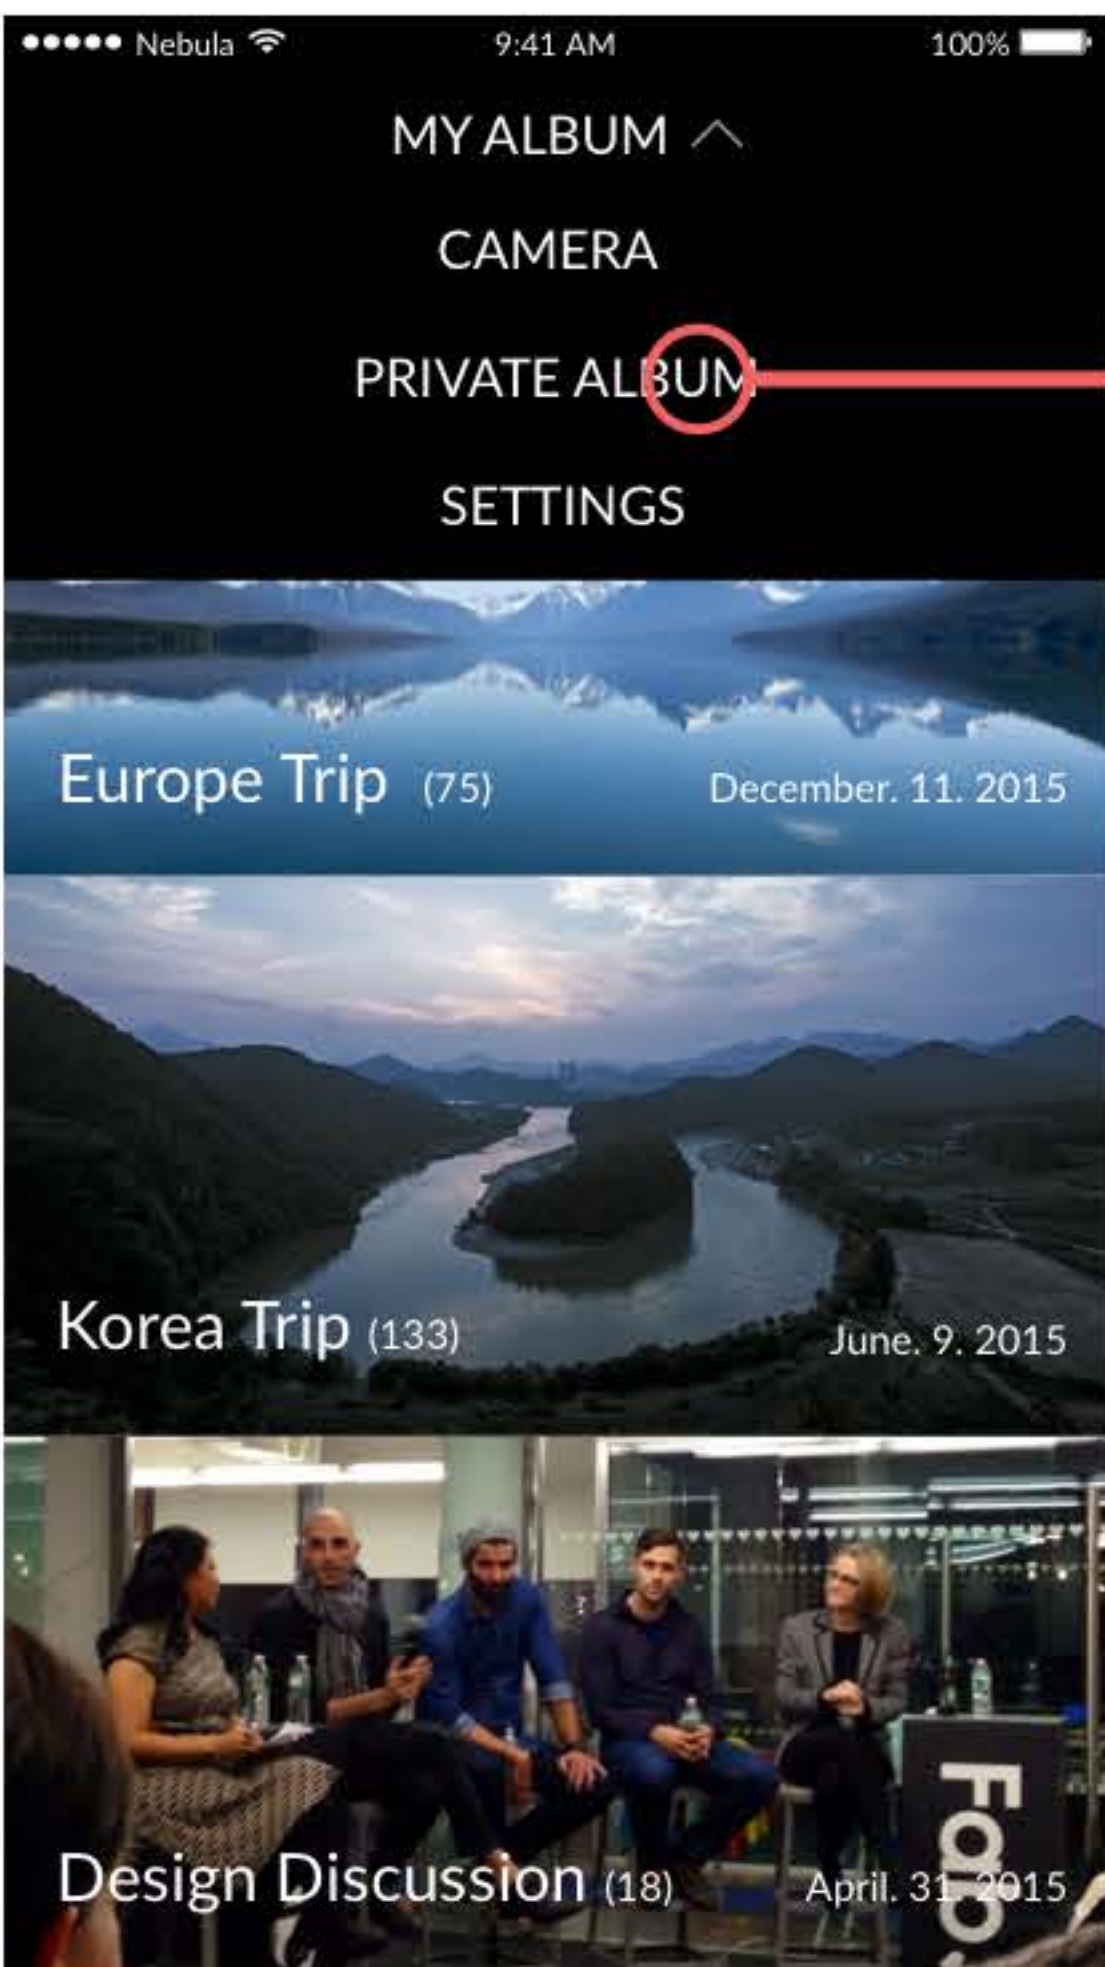 Nebula 9:41 AM 100%
MY ALBUM
CAMERA
PRIVATE ALBUM
SETTINGS
Europe Trip (75) December. 11. 2015
Korea Trip (133) June. 9. 2015
Design Discussion (18) April. 31. 2015
Fab.